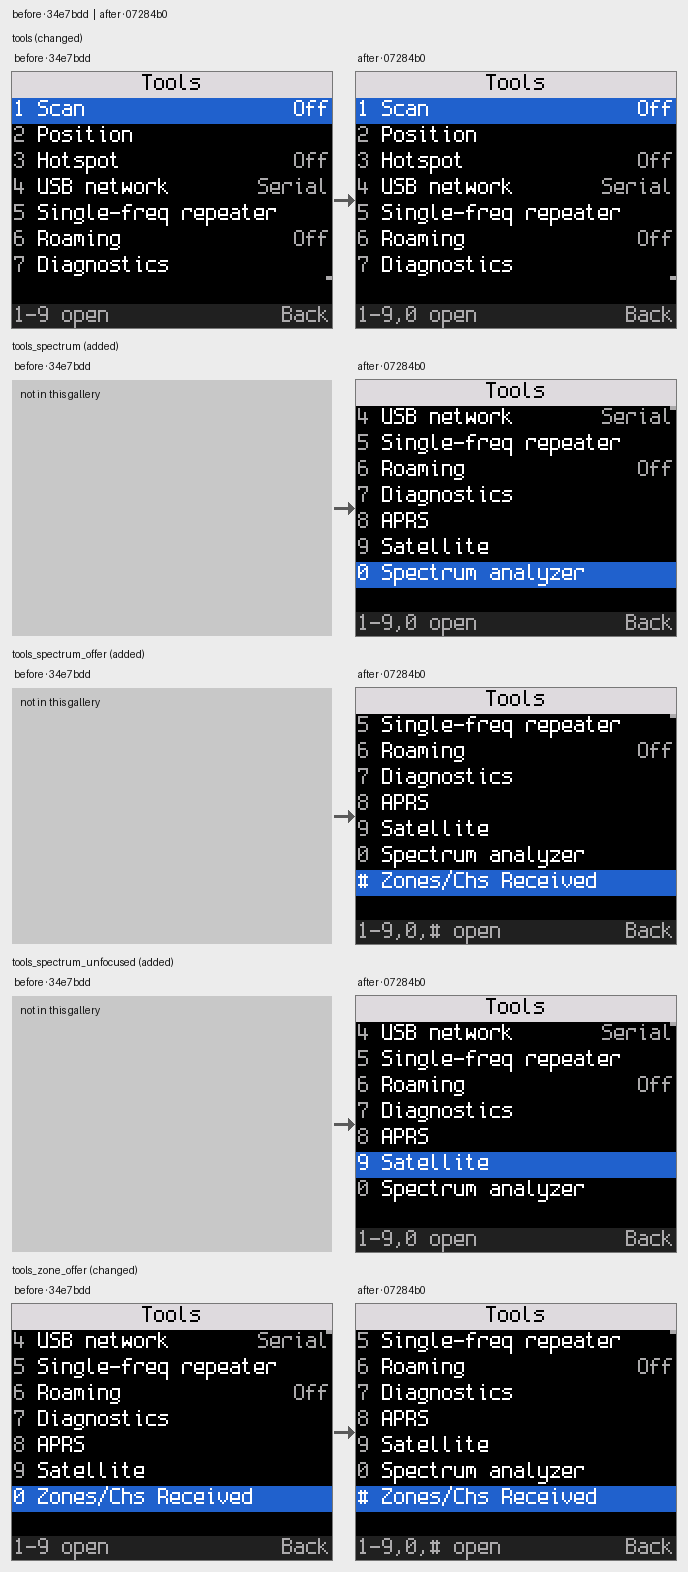 before · 34e7bdd | after · 07284b0
tools (changed)
before · 34e7bdd after · 07284b0
Tools
1 Scan Off
2 Position
3 Hotspot Off
4 USB network Serial
5 Single-freq repeater
6 Roaming Off
7 Diagnostics
1-9 open Back
Tools
1 Scan Off
2 Position
3 Hotspot Off
4 USB network Serial
5 Single-freq repeater
6 Roaming Off
7 Diagnostics
1-9,0 open Back
tools_spectrum (added)
before · 34e7bdd after · 07284b0
not in this gallery
Tools
4 USB network Serial
5 Single-freq repeater
6 Roaming Off
7 Diagnostics
8 APRS
9 Satellite
0 Spectrum analyzer
1-9,0 open Back
tools_spectrum_offer (added)
before · 34e7bdd after · 07284b0
not in this gallery
Tools
5 Single-freq repeater
6 Roaming Off
7 Diagnostics
8 APRS
9 Satellite
0 Spectrum analyzer
# Zones/Chs Received
1-9,0,# open Back
tools_spectrum_unfocused (added)
before · 34e7bdd after · 07284b0
not in this gallery
Tools
4 USB network Serial
5 Single-freq repeater
6 Roaming Off
7 Diagnostics
8 APRS
9 Satellite
0 Spectrum analyzer
1-9,0 open Back
tools_zone_offer (changed)
before · 34e7bdd after · 07284b0
Tools
4 USB network Serial
5 Single-freq repeater
6 Roaming Off
7 Diagnostics
8 APRS
9 Satellite
0 Zones/Chs Received
1-9 open Back
Tools
5 Single-freq repeater
6 Roaming Off
7 Diagnostics
8 APRS
9 Satellite
0 Spectrum analyzer
# Zones/Chs Received
1-9,0,# open Back